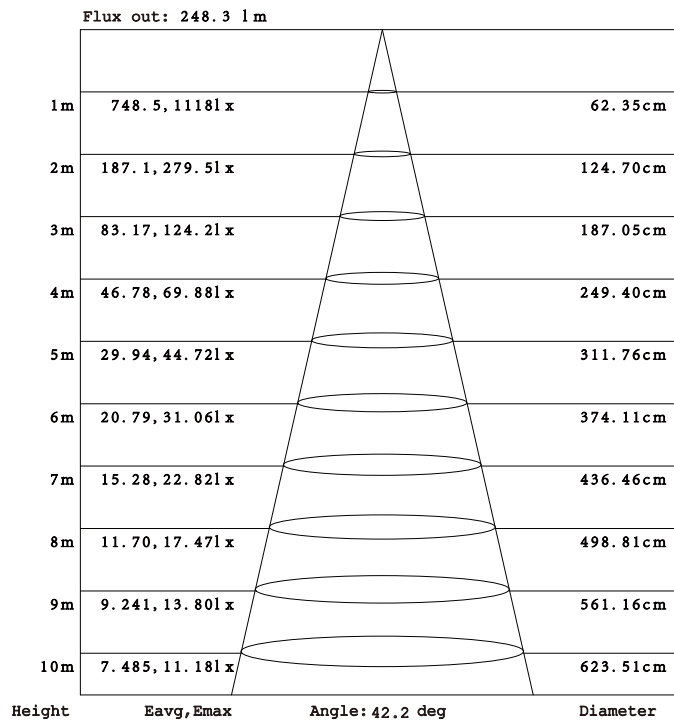 Flux out: 248.3 lm
1m 748.5,1118lx 62.35cm
2m 187.1,279.5lx 124.70cm
3m 83.17,124.2lx 187.05cm
4m 46.78,69.88lx 249.40cm
5m 29.94,44.72lx 311.76cm
6m 20.79,31.06lx 374.11cm
7m 15.28,22.82lx 436.46cm
8m 11.70,17.47lx 498.81cm
9m 9.241,13.80lx 561.16cm
10m 7.485,11.18lx 623.51cm
Height Eavg,Emax Angle:42.2 deg Diameter